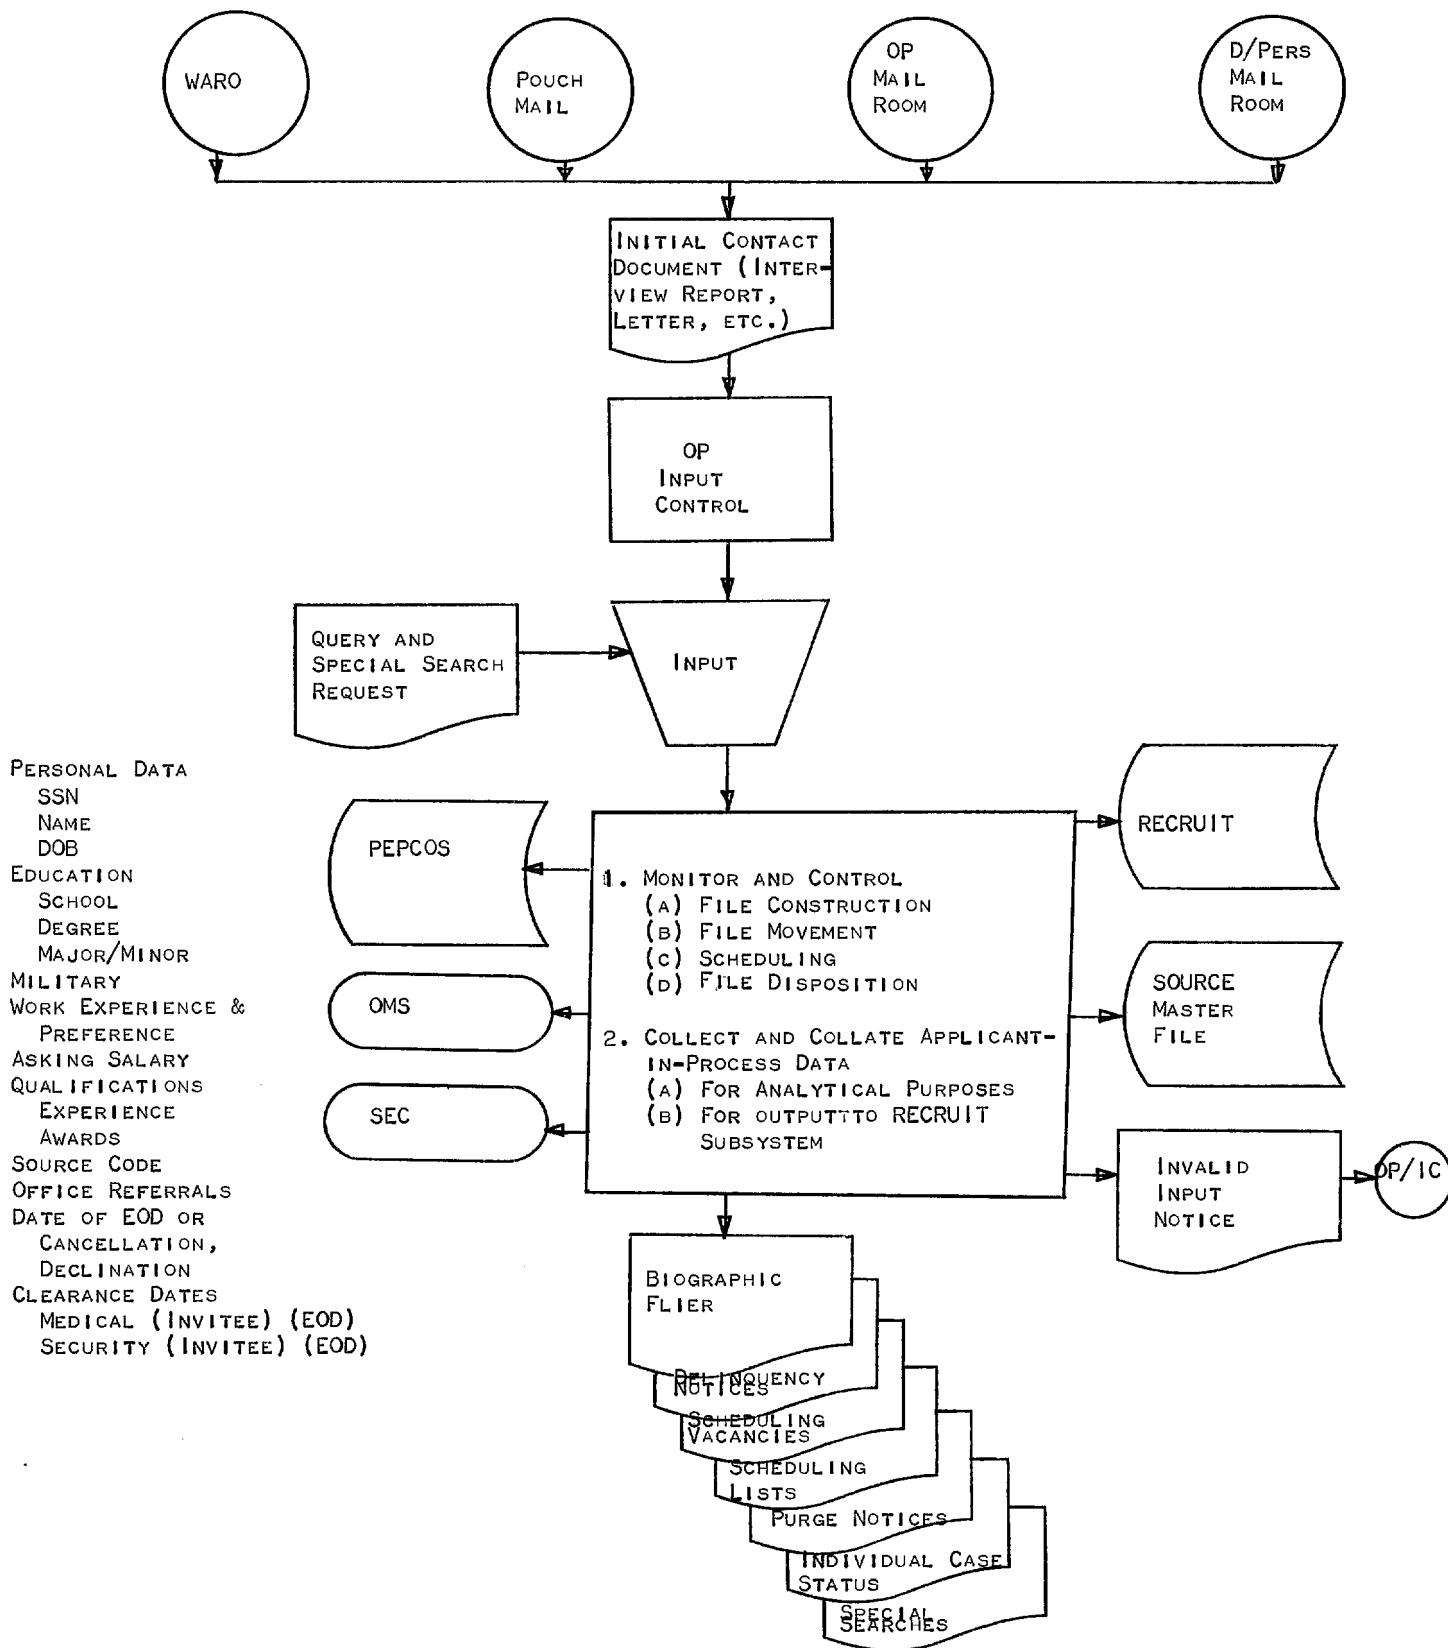 WARO
POUCH
MAIL
OP
MAIL
ROOM
D/PERS
MAIL
ROOM
INITIAL CONTACT
DOCUMENT (INTER-
VIEW REPORT,
LETTER, ETC.)
OP
INPUT
CONTROL
QUERY AND
SPECIAL SEARCH
REQUEST
INPUT
PERSONAL DATA
SSN
NAME
DOB
EDUCATION
SCHOOL
DEGREE
MAJOR/MINOR
MILITARY
WORK EXPERIENCE &
PREFERENCE
ASKING SALARY
QUALIFICATIONS
EXPERIENCE
AWARDS
SOURCE CODE
OFFICE REFERRALS
DATE OF EOD OR
CANCELLATION,
DECLINATION
CLEARANCE DATES
MEDICAL (INVITEE) (EOD)
SECURITY (INVITEE) (EOD)
PEPCOS
OMS
SEC
1. MONITOR AND CONTROL
(A) FILE CONSTRUCTION
(B) FILE MOVEMENT
(C) SCHEDULING
(D) FILE DISPOSITION
2. COLLECT AND COLLATE APPLICANT-
IN-PROCESS DATA
(A) FOR ANALYTICAL PURPOSES
(B) FOR OUTPUTTO RECRUIT
SUBSYSTEM
RECRUIT
SOURCE
MASTER
FILE
INVALID
INPUT
NOTICE
OP/IC
BIOGRAPHIC
FLIER
DELINQUENCY
NOTICES
SCHEDULING
VACANCIES
SCHEDULING
LISTS
PURGE NOTICES
INDIVIDUAL CASE
STATUS
SPECIAL
SEARCHES